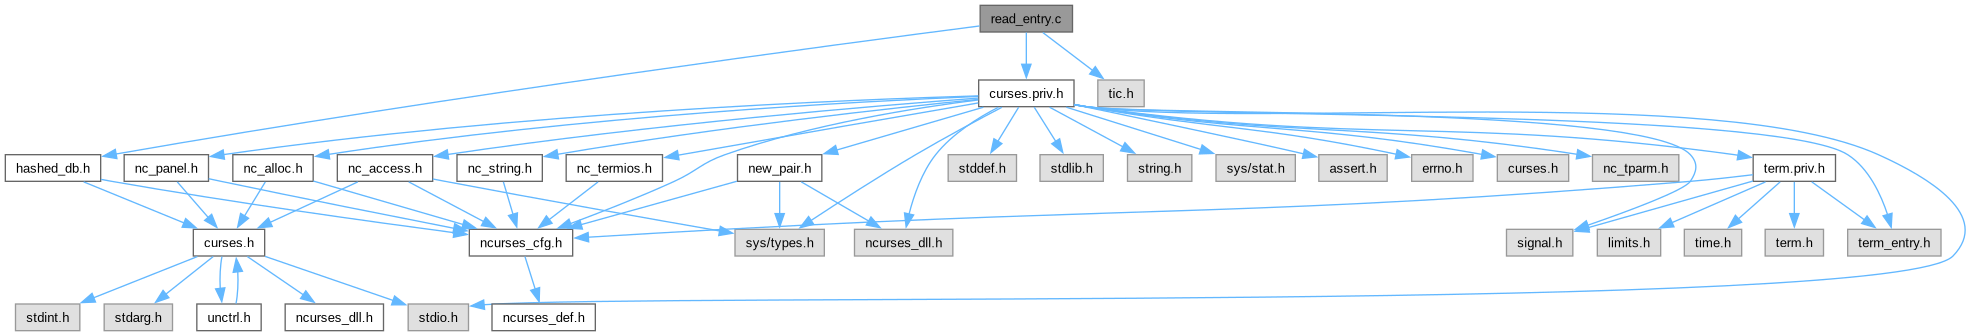 read_entry.c
curses.priv.h
tic.h
hashed_db.h
nc_panel.h
nc_alloc.h
nc_access.h
nc_string.h
nc_termios.h
new_pair.h
stddef.h
stdlib.h
string.h
sys/stat.h
assert.h
errno.h
curses.h
nc_tparm.h
term.priv.h
curses.h
ncurses_cfg.h
sys/types.h
ncurses_dll.h
signal.h
limits.h
time.h
term.h
term_entry.h
stdint.h
stdarg.h
unctrl.h
ncurses_dll.h
stdio.h
ncurses_def.h